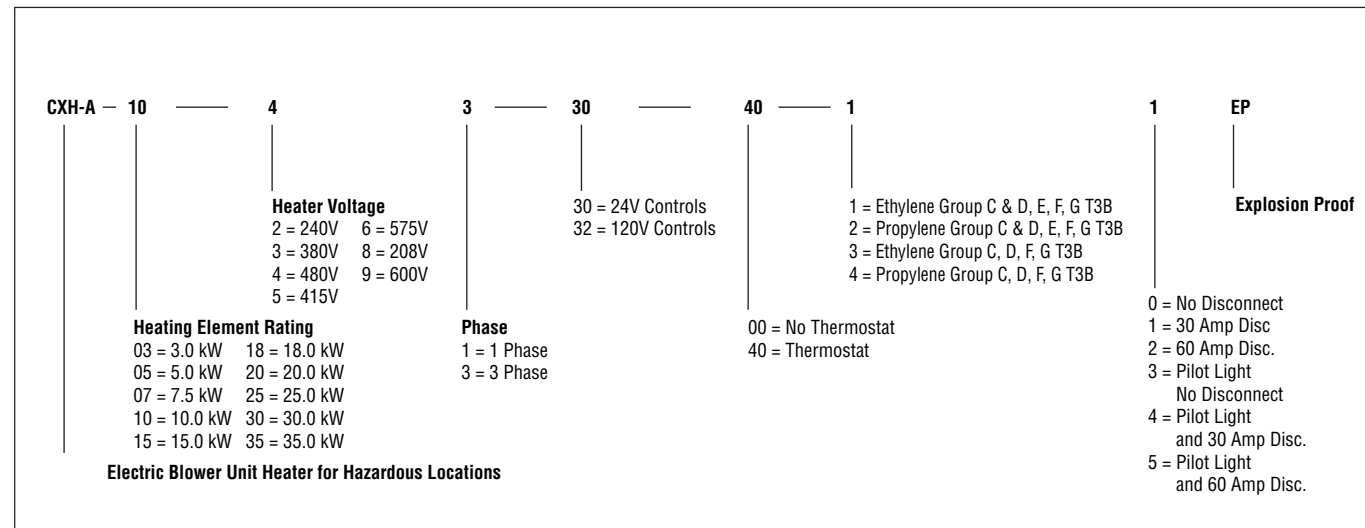 CXH-A – 10 — 4 3 — 30 — 40 — 1 1 EP
Heater Voltage
2 = 240V 6 = 575V
3 = 380V 8 = 208V
4 = 480V 9 = 600V
5 = 415V
30 = 24V Controls
32 = 120V Controls
1 = Ethylene Group C & D, E, F, G T3B
2 = Propylene Group C & D, E, F, G T3B
3 = Ethylene Group C, D, F, G T3B
4 = Propylene Group C, D, F, G T3B
Explosion Proof
Heating Element Rating
03 = 3.0 kW 18 = 18.0 kW
05 = 5.0 kW 20 = 20.0 kW
07 = 7.5 kW 25 = 25.0 kW
10 = 10.0 kW 30 = 30.0 kW
15 = 15.0 kW 35 = 35.0 kW
Phase
1 = 1 Phase
3 = 3 Phase
00 = No Thermostat
40 = Thermostat
0 = No Disconnect
1 = 30 Amp Disc
2 = 60 Amp Disc.
3 = Pilot Light
No Disconnect
4 = Pilot Light
and 30 Amp Disc.
5 = Pilot Light
and 60 Amp Disc.
Electric Blower Unit Heater for Hazardous Locations